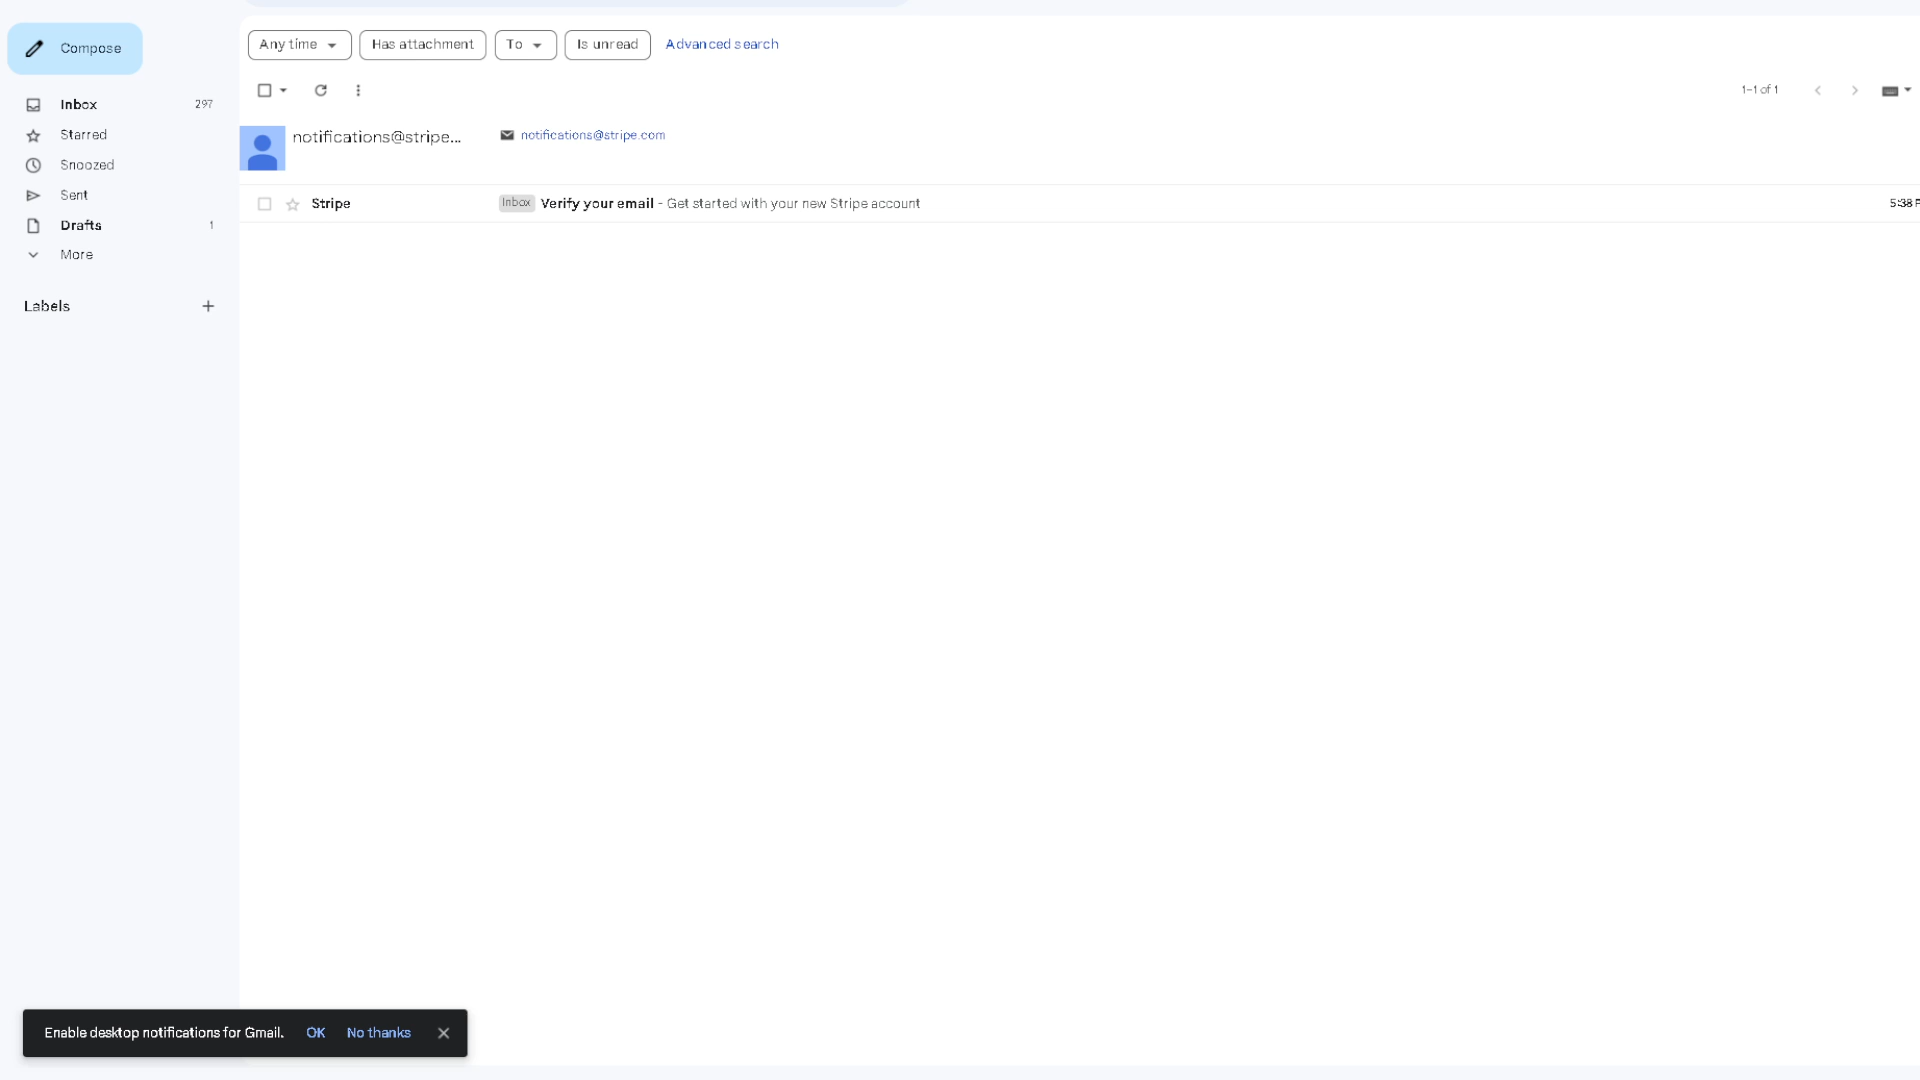 Compose
Inbox 297
Starred
Snoozed
Sent
Drafts 1
More
Labels
Any time Has attachment To Is unread Advanced search
1–1 of 1
notifications@stripe... notifications@stripe.com
Stripe Inbox Verify your email - Get started with your new Stripe account 5:38 P
Enable desktop notifications for Gmail. OK No thanks